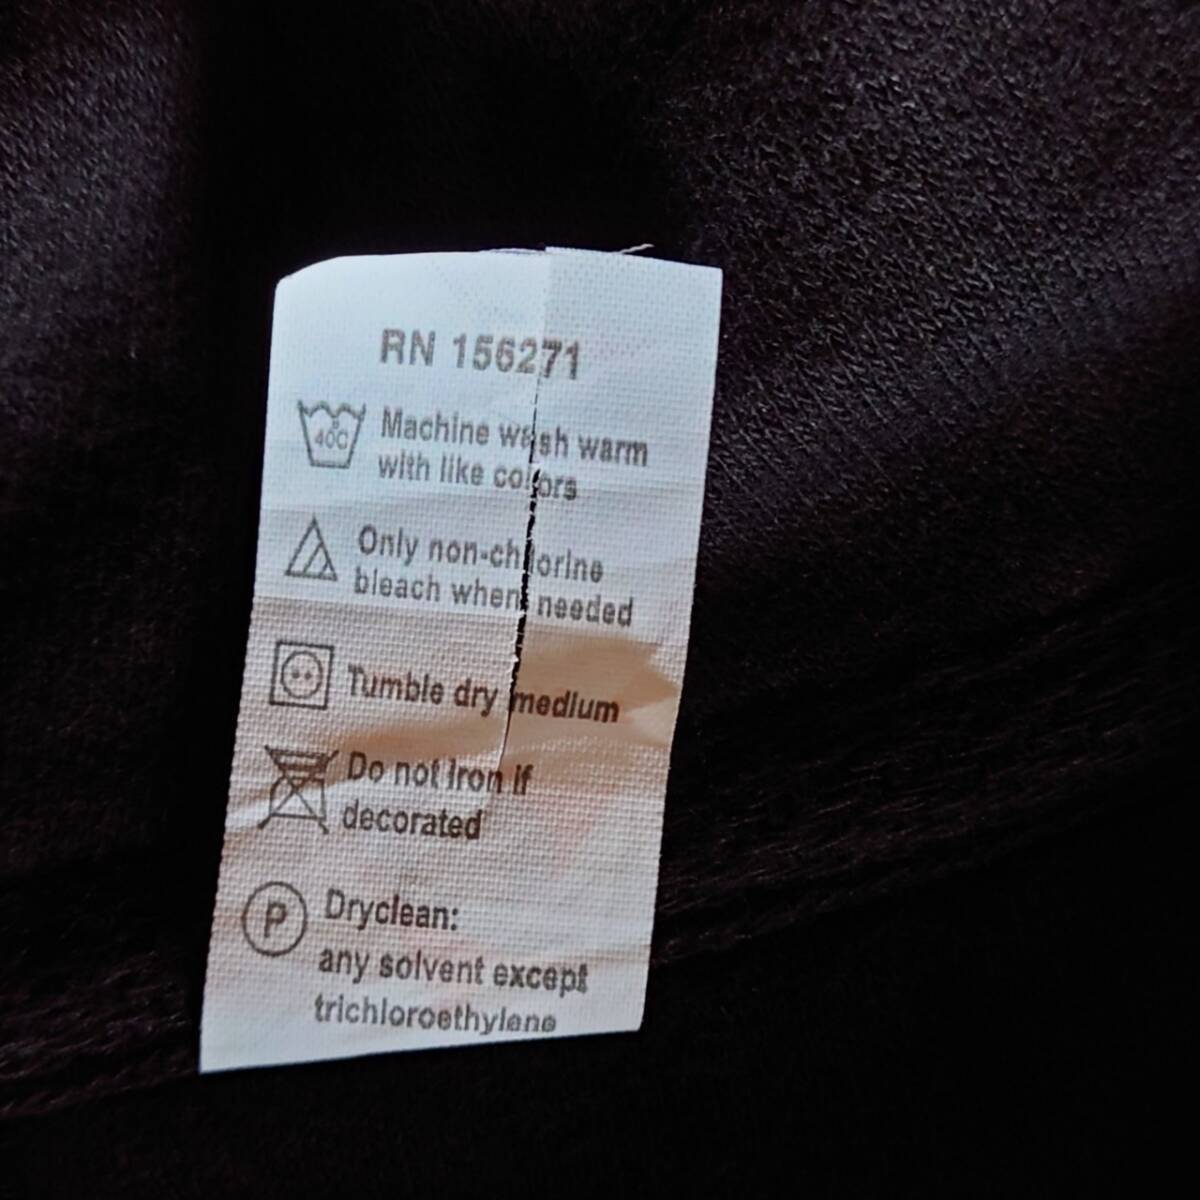 RN 156271
40C
Machine wash warm
with like colors
Only non-chlorine
bleach when needed
Tumble dry medium
Do not iron if
decorated
P
Dryclean:
any solvent except
trichloroethylene